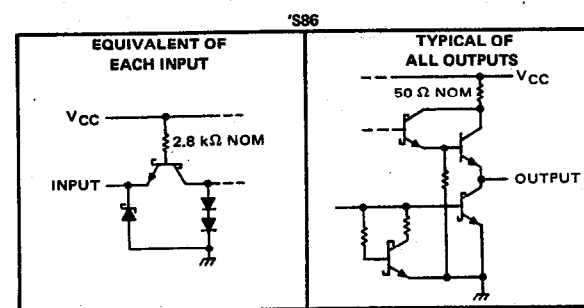 'S86
EQUIVALENT OF
EACH INPUT
VCC
2.8 kΩ NOM
INPUT
TYPICAL OF
ALL OUTPUTS
VCC
50 Ω NOM
OUTPUT